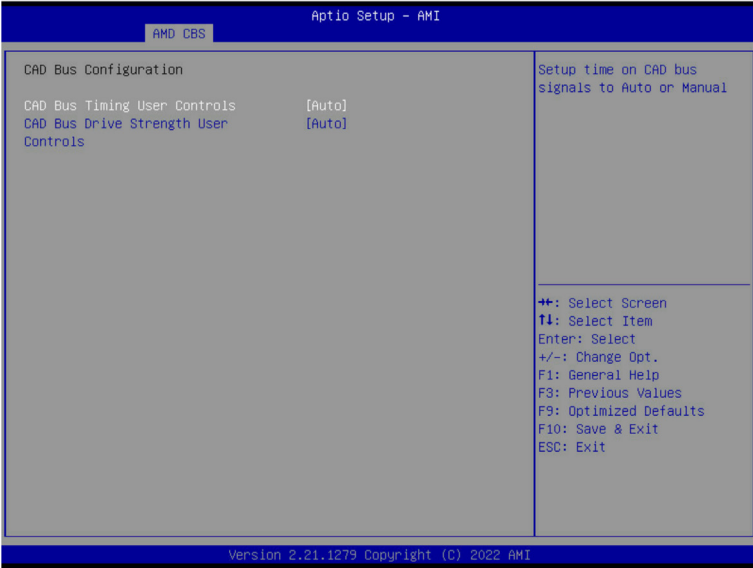 Aptio Setup – AMI
AMD CBS
CAD Bus Configuration
CAD Bus Timing User Controls [Auto]
CAD Bus Drive Strength User [Auto]
Controls
Setup time on CAD bus
signals to Auto or Manual
→←: Select Screen
↑↓: Select Item
Enter: Select
+/-: Change Opt.
F1: General Help
F3: Previous Values
F9: Optimized Defaults
F10: Save & Exit
ESC: Exit
Version 2.21.1279 Copyright (C) 2022 AMI